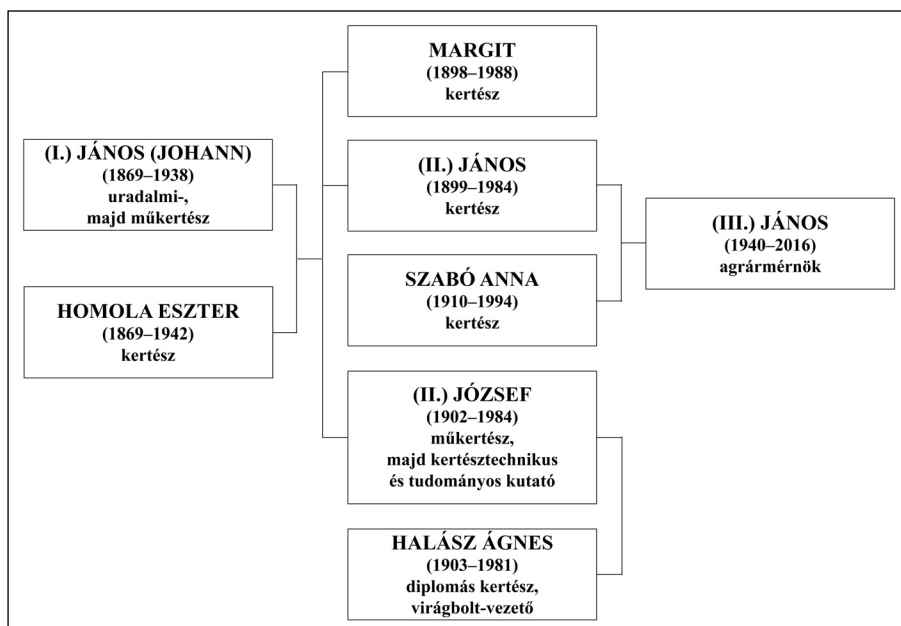 (I.) JÁNOS (JOHANN)
(1869–1938)
uradalmi-,
majd műkertész
HOMOLA ESZTER
(1869–1942)
kertész
MARGIT
(1898–1988)
kertész
(II.) JÁNOS
(1899–1984)
kertész
SZABÓ ANNA
(1910–1994)
kertész
(II.) JÓZSEF
(1902–1984)
műkertész,
majd kertésztechnikus
és tudományos kutató
HALÁSZ ÁGNES
(1903–1981)
diplomás kertész,
virágbolt-vezető
(III.) JÁNOS
(1940–2016)
agrármérnök